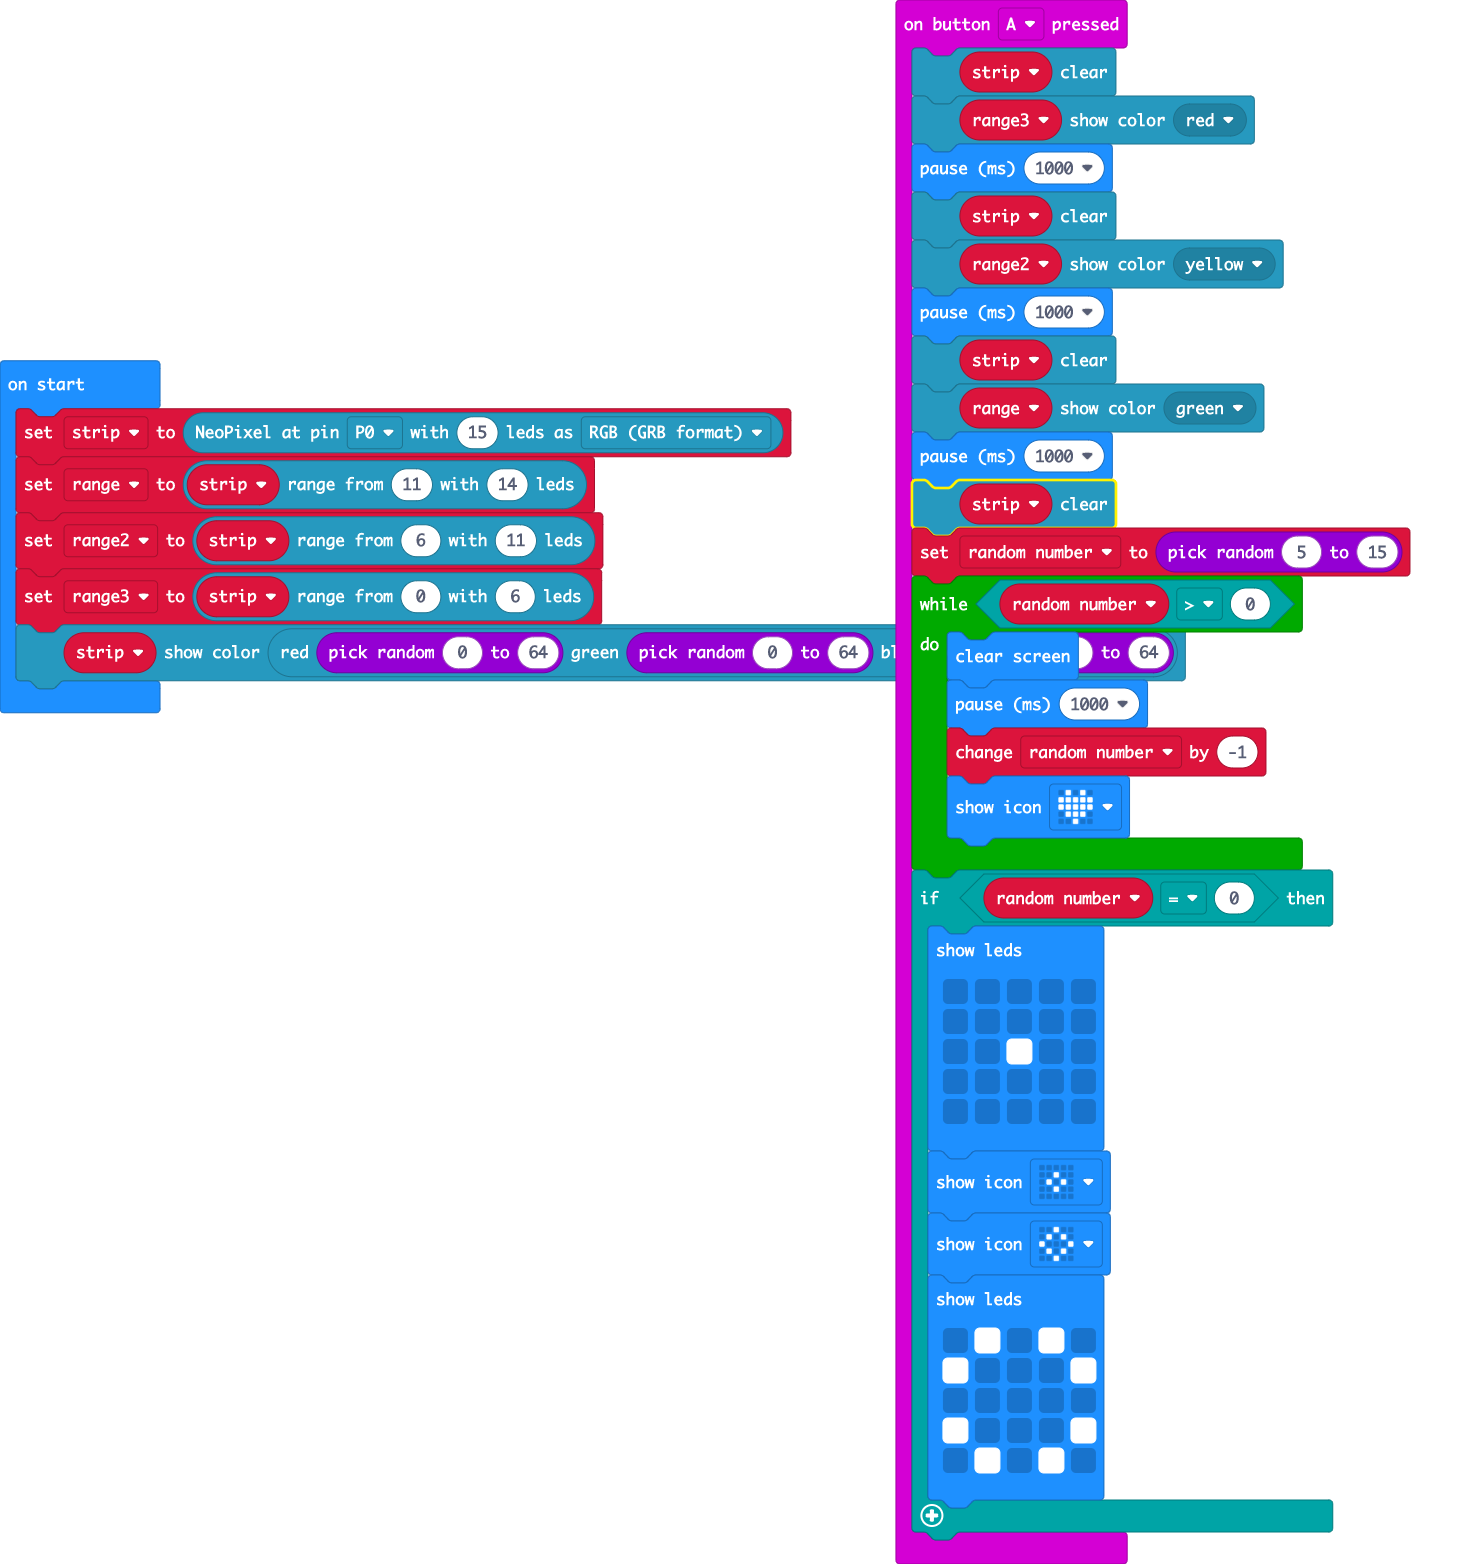 on start
set strip to NeoPixel at pin P0 with 15 leds as RGB (GRB format)
set range to strip range from 11 with 14 leds
set range2 to strip range from 6 with 11 leds
set range3 to strip range from 0 with 6 leds
strip show color red pick random 0 to 64 green pick random 0 to 64 bl
to 64
on button A pressed
strip clear
range3 show color red
pause (ms) 1000
strip clear
range2 show color yellow
pause (ms) 1000
strip clear
range show color green
pause (ms) 1000
strip clear
set random number to pick random 5 to 15
while random number > 0
do
clear screen
pause (ms) 1000
change random number by -1
show icon
if random number = 0 then
show leds
show icon
show icon
show leds